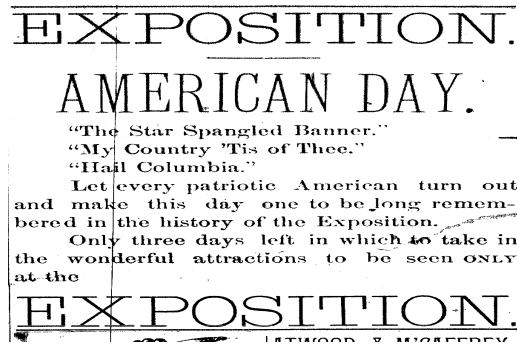 EXPOSITION.
AMERICAN DAY.
"The Star Spangled Banner."
"My Country 'Tis of Thee."
"Hail Columbia."
Let every patriotic American turn out
and make this day one to be long remem-
bered in the history of the Exposition.
Only three days left in which to take in
the wonderful attractions to be seen ONLY
at the
EXPOSITION.
ATWOOD & M'CAFFREY